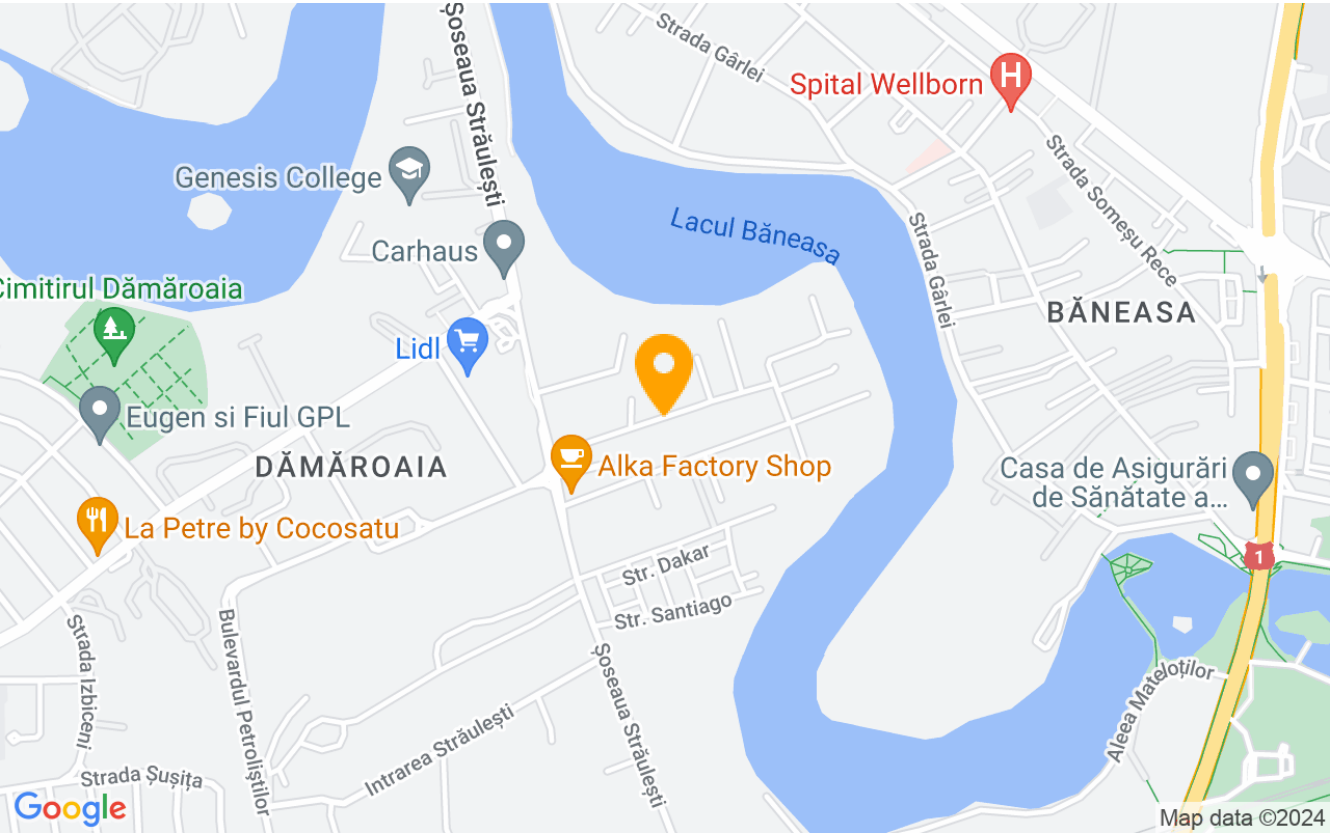 Șoseaua Străulești
Strada Gârlei
Spital Wellborn
H
Strada Someșu Rece
Genesis College
Lacul Băneasa
Strada Gârlei
Carhaus
Cimitirul Dămăroaia
BĂNEASA
Lidl
Eugen si Fiul GPL
DĂMĂROAIA
Alka Factory Shop
Casa de Asigurări
de Sănătate a...
La Petre by Cocosatu
1
Str. Dakar
Str. Santiago
Strada Izbiceni
Bulevardul Petroliștilor
Șoseaua Străulești
Aleea Mateloților
Intrarea Străulești
Strada Șușița
Google
Map data ©2024